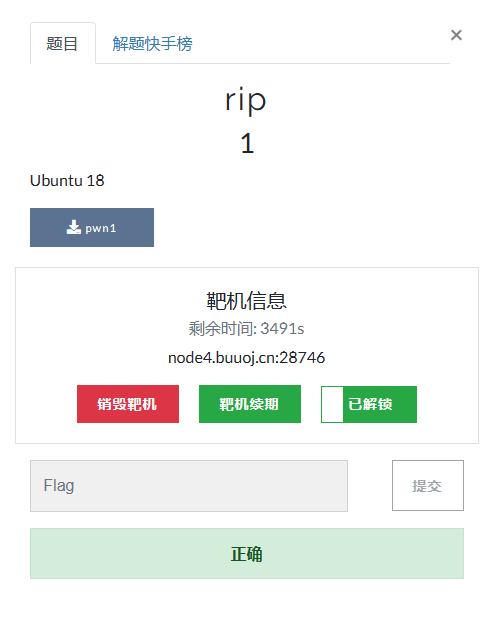 题目 解题快手榜 ×
rip
1
Ubuntu 18
pwn1
靶机信息
剩余时间: 3491s
node4.buuoj.cn:28746
销毁靶机 靶机续期 已解锁
Flag 提交
正确